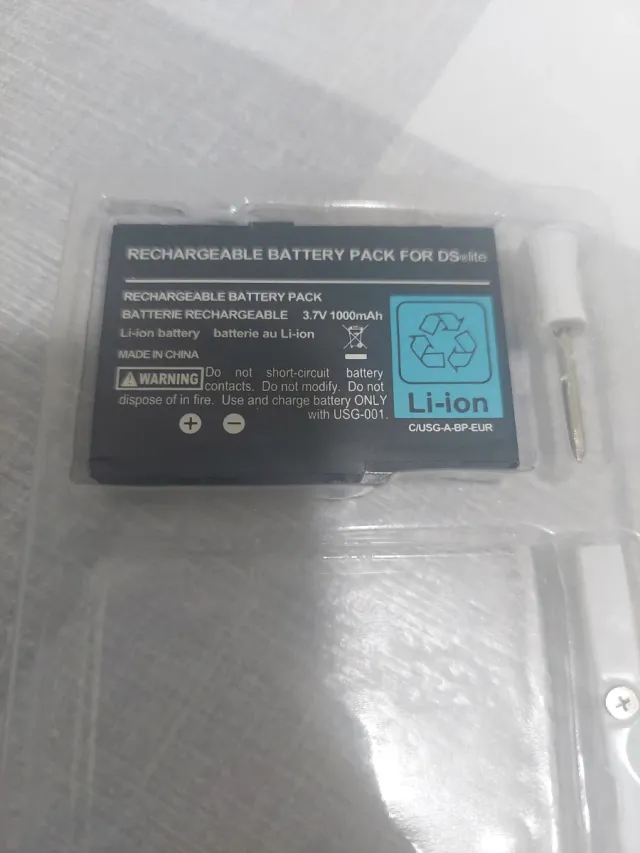 RECHARGEABLE BATTERY PACK FOR DS®lite
RECHARGEABLE BATTERY PACK
BATTERIE RECHARGEABLE 3.7V 1000mAh
Li-ion battery batterie au Li-ion
MADE IN CHINA
WARNING Do not short-circuit battery
contacts. Do not modify. Do not
dispose of in fire. Use and charge battery ONLY
with USG-001.
+ −
Li-ion
C/USG-A-BP-EUR